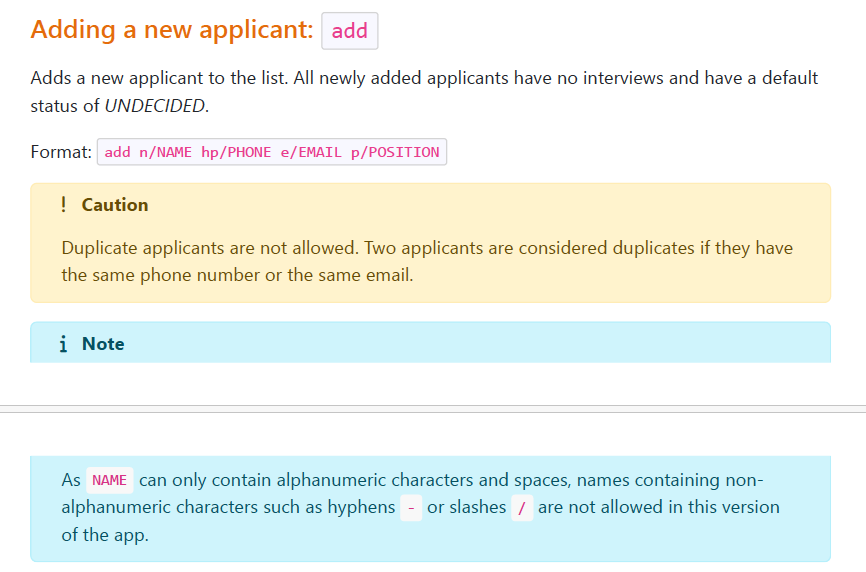 Adding a new applicant: add
Adds a new applicant to the list. All newly added applicants have no interviews and have a default
status of UNDECIDED.
Format: add n/NAME hp/PHONE e/EMAIL p/POSITION
! Caution
Duplicate applicants are not allowed. Two applicants are considered duplicates if they have
the same phone number or the same email.
i Note
As NAME can only contain alphanumeric characters and spaces, names containing non-
alphanumeric characters such as hyphens - or slashes / are not allowed in this version
of the app.